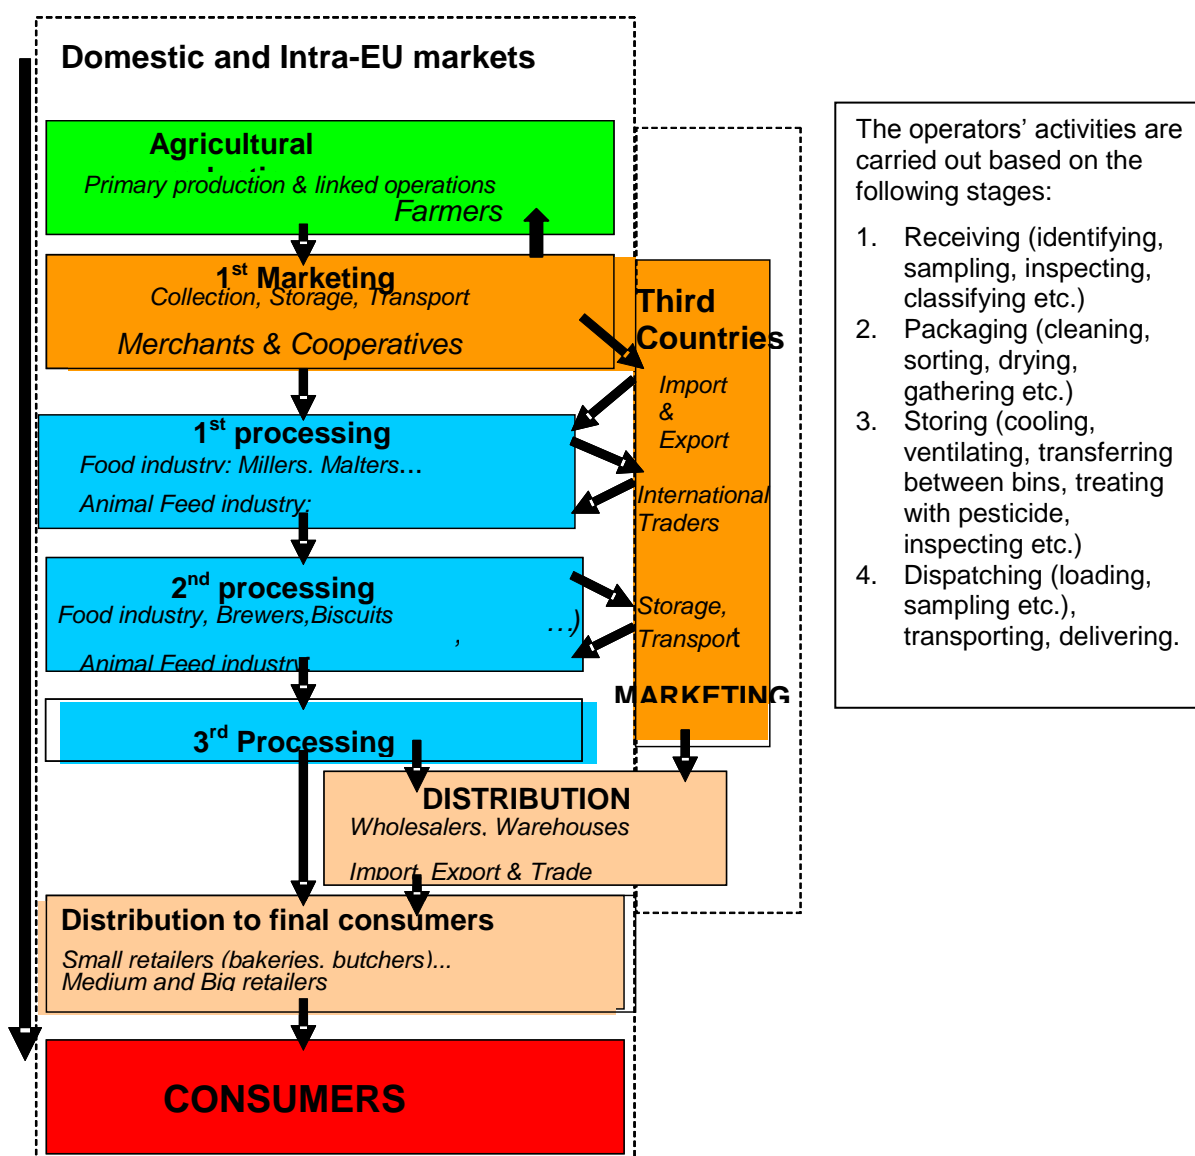 Domestic and Intra-EU markets
Agricultural
Primary production & linked operations
Farmers
1st Marketing
Collection, Storage, Transport
Merchants & Cooperatives
1st processing
Food industry: Millers. Malters...
Animal Feed industry:
2nd processing
Food industry, Brewers,Biscuits
, ...)
Animal Feed industry:
3rd Processing
Third
Countries
Import
&
Export
International
Traders
Storage,
Transport
MARKETING
DISTRIBUTION
Wholesalers. Warehouses
Import, Export & Trade
Distribution to final consumers
Small retailers (bakeries. butchers)...
Medium and Big retailers
CONSUMERS
The operators’ activities are
carried out based on the
following stages:
1. Receiving (identifying,
sampling, inspecting,
classifying etc.)
2. Packaging (cleaning,
sorting, drying,
gathering etc.)
3. Storing (cooling,
ventilating, transferring
between bins, treating
with pesticide,
inspecting etc.)
4. Dispatching (loading,
sampling etc.),
transporting, delivering.